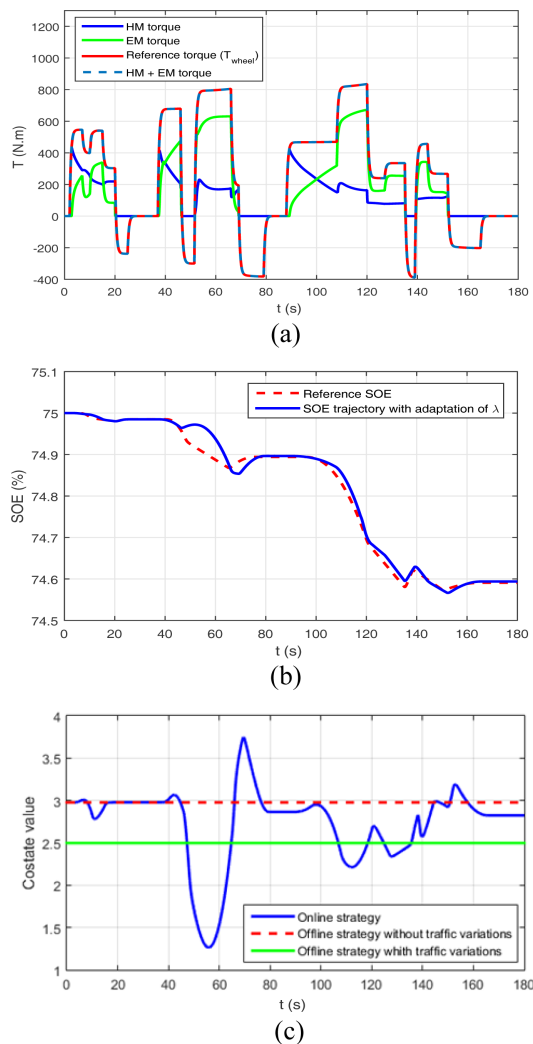 HM torque
EM torque
Reference torque (T_wheel)
HM + EM torque
1200
1000
800
600
400
200
0
-200
-400
T (N.m)
0 20 40 60 80 100 120 140 160 180
t (s)
(a)
75.1
75
74.9
74.8
74.7
74.6
74.5
SOE (%)
Reference SOE
SOE trajectory with adaptation of λ
0 20 40 60 80 100 120 140 160 180
t (s)
(b)
4
3.5
3
2.5
2
1.5
1
Costate value
Online strategy
Offline strategy without traffic variations
Offline strategy whith traffic variations
0 20 40 60 80 100 120 140 160 180
t (s)
(c)